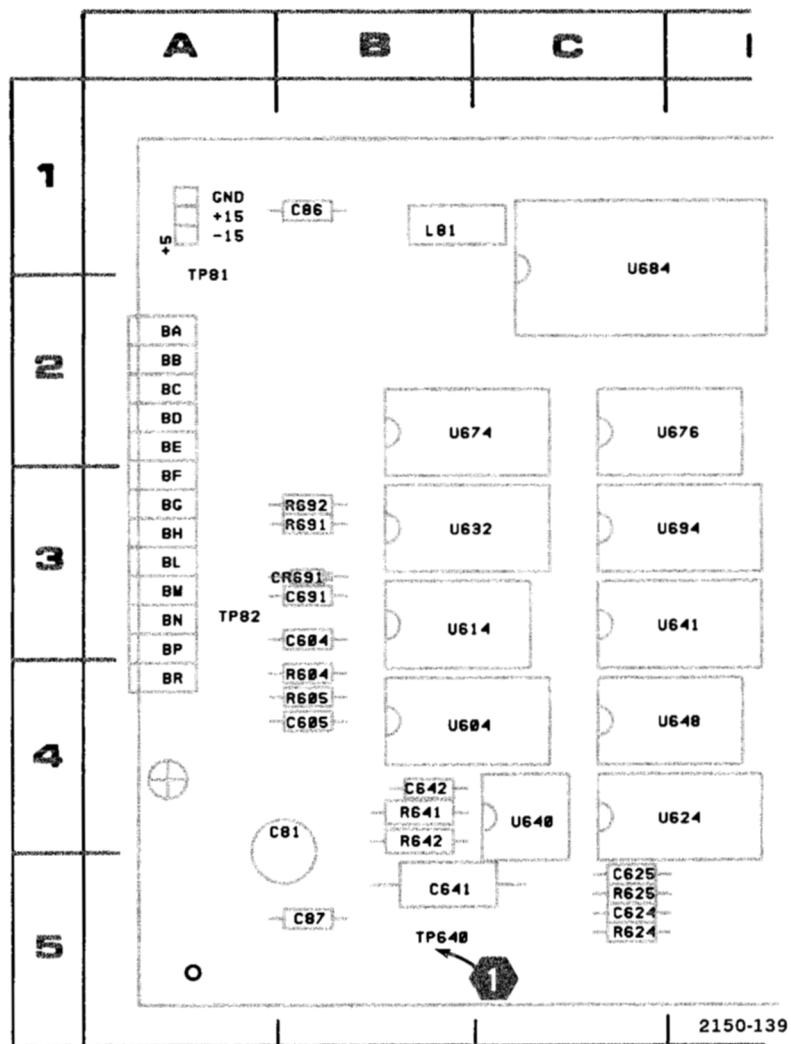 A B C
1
GND
+15
-15
+5
TP81
C86
L81
U684
2
BA
BB
BC
BD
BE
U674
U676
3
BF
BG
BH
BL
BM
BN
BP
TP82
R692
R691
CR691
C691
C604
U632
U694
U614
U641
4
BR
R604
R605
C605
U604
U648
C642
R641
R642
U640
U624
C81
5
C641
C625
R625
C624
R624
C87
TP640
1
2150-139